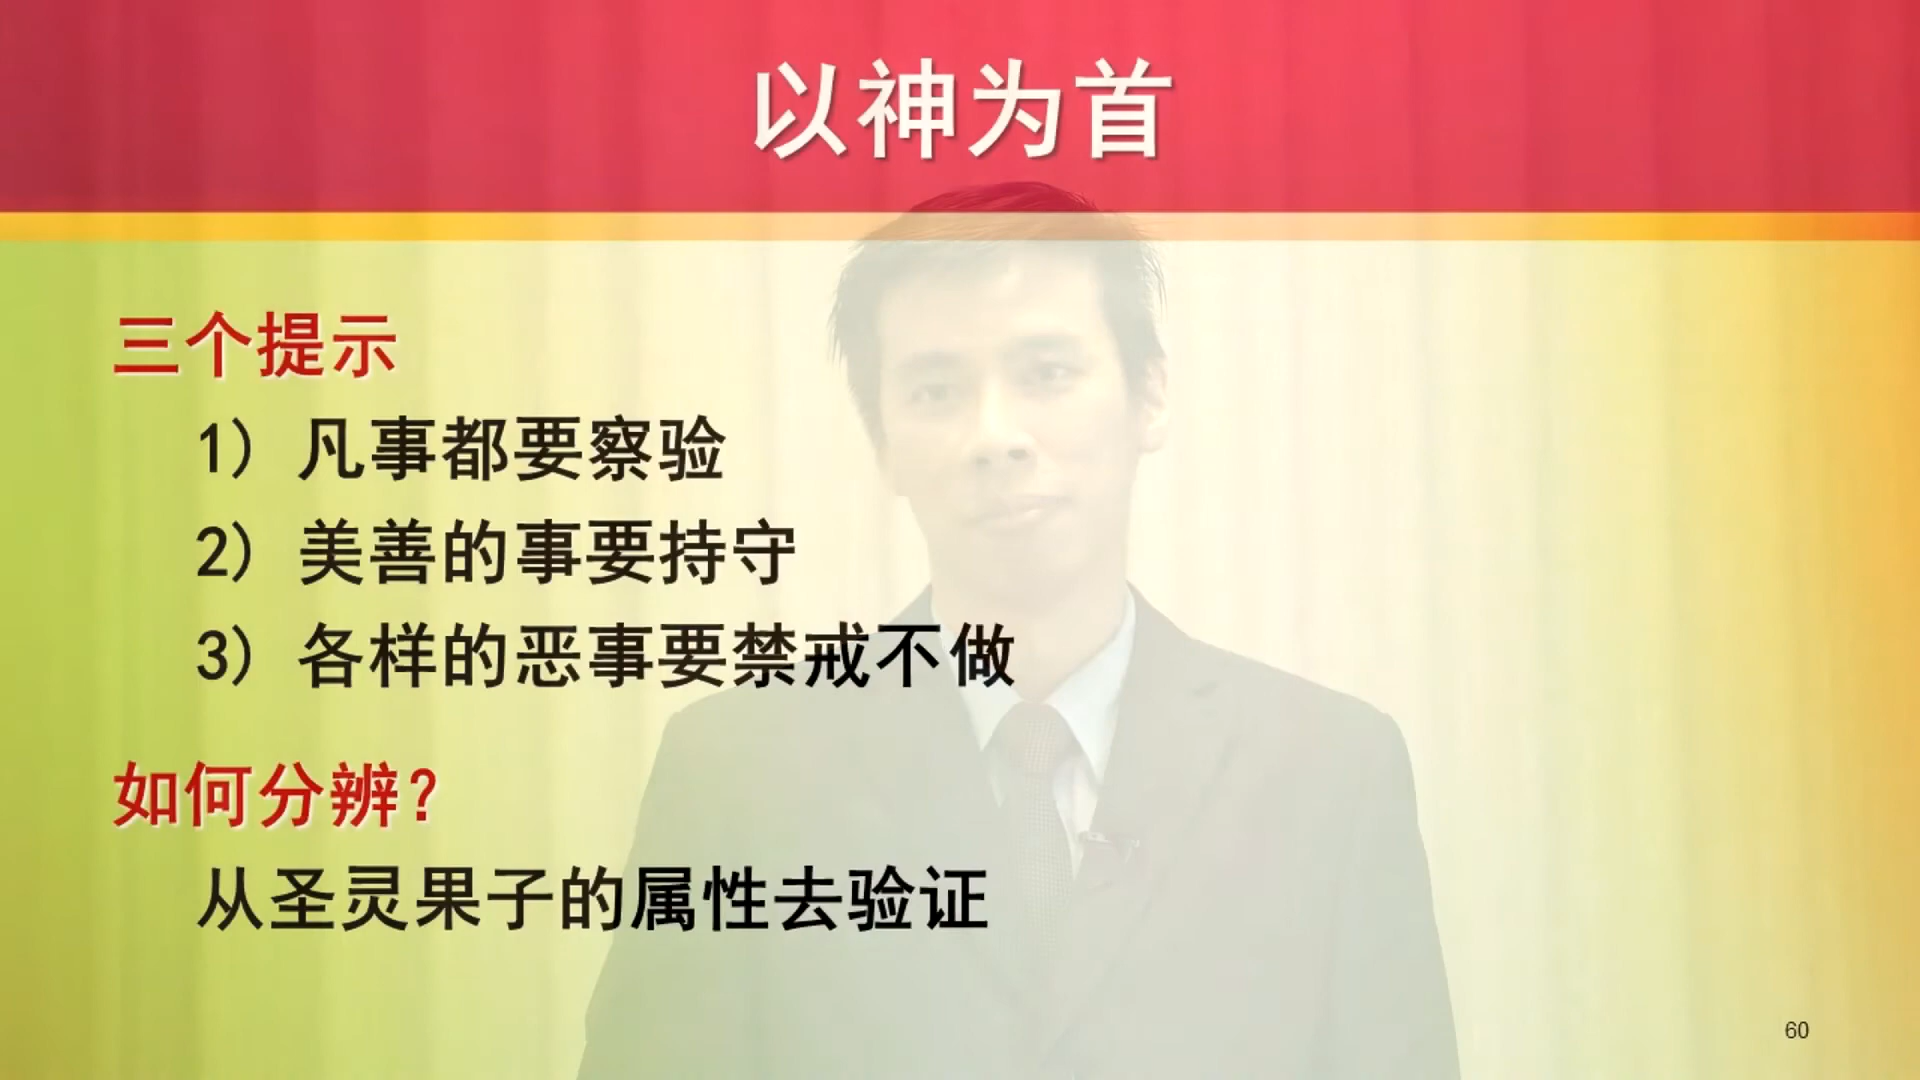 以神为首
三个提示
1) 凡事都要察验
2) 美善的事要持守
3) 各样的恶事要禁戒不做
如何分辨？
从圣灵果子的属性去验证
60